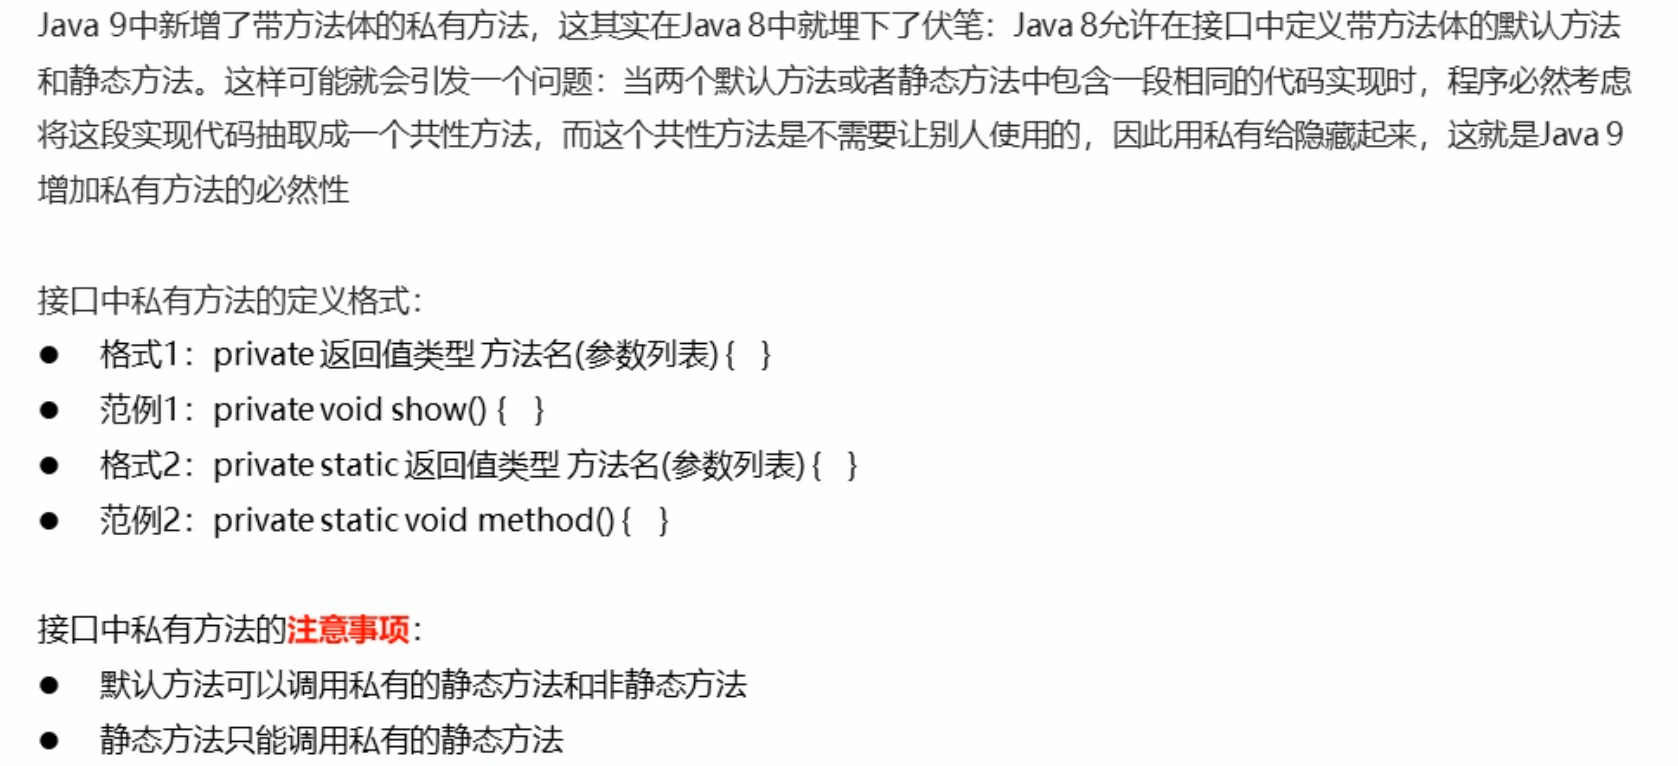 Java 9中新增了带方法体的私有方法，这其实在Java 8中就埋下了伏笔：Java 8允许在接口中定义带方法体的默认方法
和静态方法。这样可能就会引发一个问题：当两个默认方法或者静态方法中包含一段相同的代码实现时，程序必然考虑
将这段实现代码抽取成一个共性方法，而这个共性方法是不需要让别人使用的，因此用私有给隐藏起来，这就是Java 9
增加私有方法的必然性
接口中私有方法的定义格式：
● 格式1：private 返回值类型 方法名(参数列表) {   }
● 范例1：private void show() {   }
● 格式2：private static 返回值类型 方法名(参数列表) {   }
● 范例2：private static void method() {   }
接口中私有方法的注意事项：
● 默认方法可以调用私有的静态方法和非静态方法
● 静态方法只能调用私有的静态方法